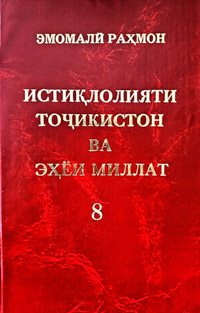 ЭМОМАЛӢ РАҲМОН
ИСТИҚЛОЛИЯТИ
ТОҶИКИСТОН
ВА
ЭҲЁИ МИЛЛАТ
8